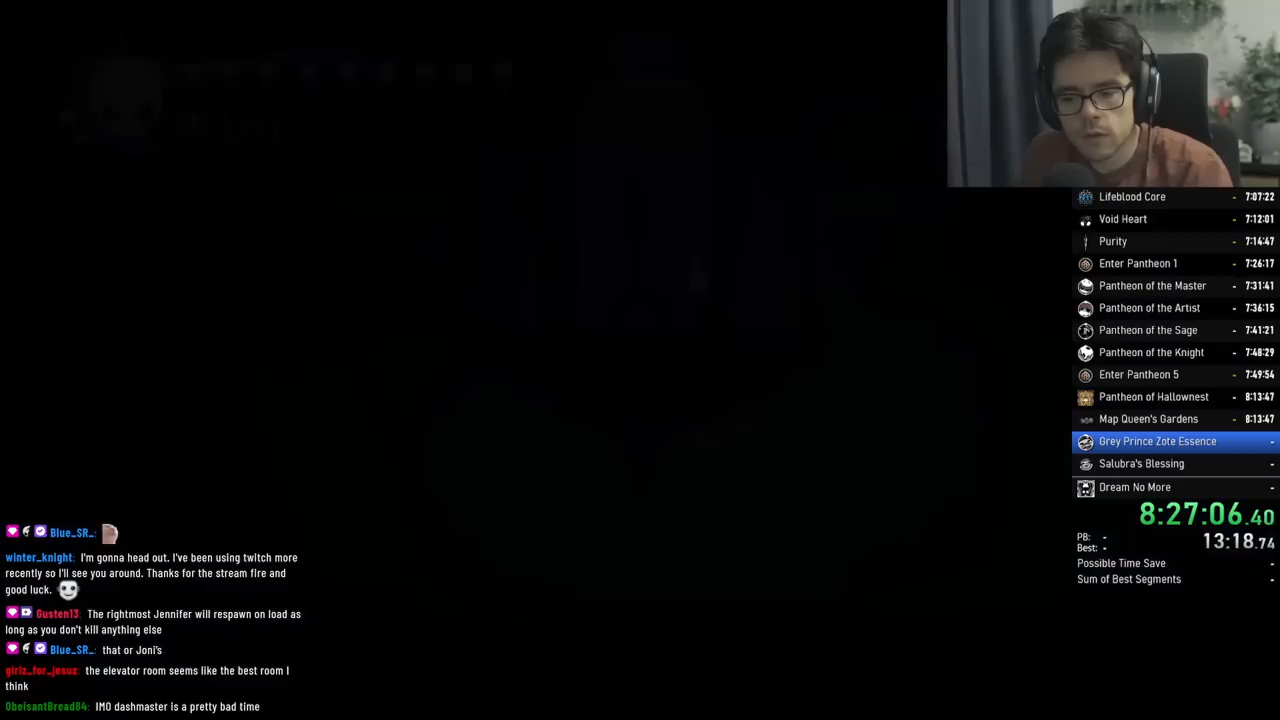 Lifeblood Core - 7:07:22
Void Heart - 7:12:01
Purity - 7:14:47
Enter Pantheon 1 - 7:26:17
Pantheon of the Master - 7:31:41
Pantheon of the Artist - 7:36:15
Pantheon of the Sage - 7:41:21
Pantheon of the Knight - 7:48:29
Enter Pantheon 5 - 7:49:54
Pantheon of Hallownest - 8:13:47
Map Queen's Gardens - 8:13:47
Grey Prince Zote Essence -
Salubra's Blessing -
Dream No More -
8:27:06.40
PB: - 13:18.74
Best: -
Possible Time Save -
Sum of Best Segments -
Blue_SR_:
winter_knight: I'm gonna head out. I've been using twitch more
recently so I'll see you around. Thanks for the stream fire and
good luck.
Gusten13: The rightmost Jennifer will respawn on load as
long as you don't kill anything else
Blue_SR_: that or Joni's
girlz_for_jesuz: the elevator room seems like the best room I
think
ObeisantBread84: IMO dashmaster is a pretty bad time